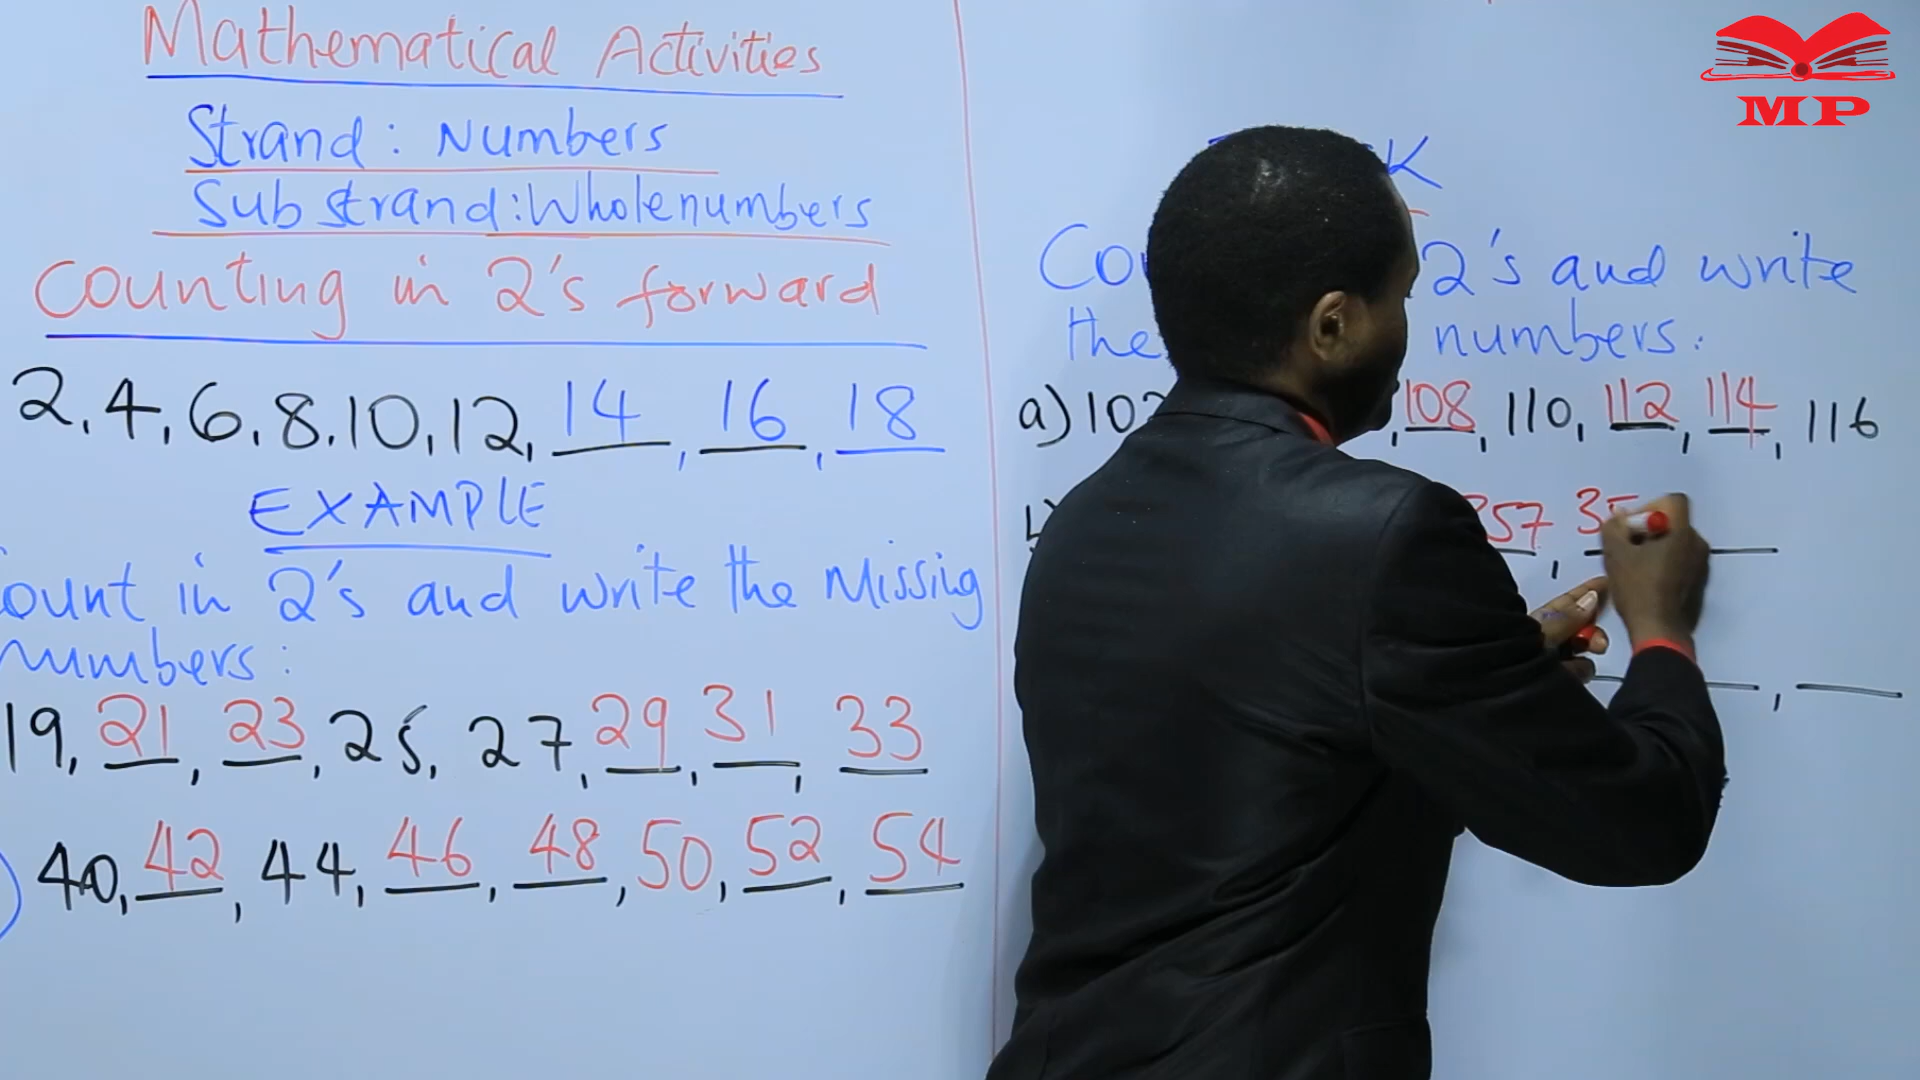 Mathematical Activities
Strand: Numbers
Sub strand: Whole numbers
Counting in 2's forward
2, 4, 6, 8, 10, 12, 14, 16, 18
EXAMPLE
ount in 2's and write the Missing
numbers:
19, 21, 23, 25, 27, 29, 31, 33
40, 42, 44, 46, 48, 50, 52, 54
2's and write
the numbers:
a) 102 , 108, 110, 112, 114, 116
357, 35
MP